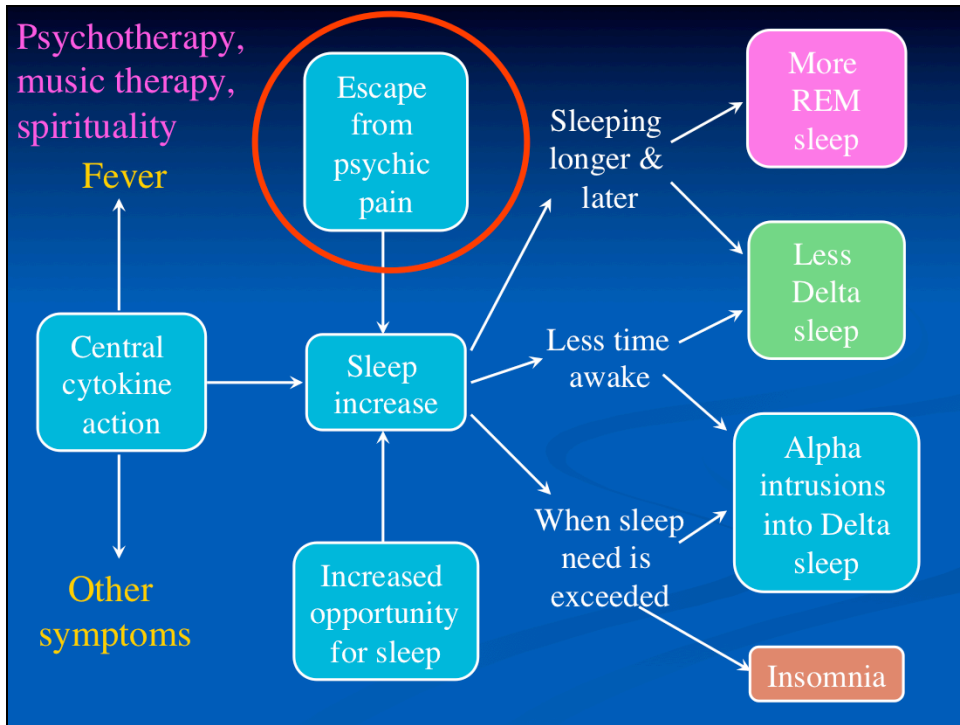 Psychotherapy,
music therapy,
spirituality
Fever
Central
cytokine
action
Other
symptoms
Escape
from
psychic
pain
Sleep
increase
Increased
opportunity
for sleep
Sleeping
longer &
later
Less time
awake
When sleep
need is
exceeded
More
REM
sleep
Less
Delta
sleep
Alpha
intrusions
into Delta
sleep
Insomnia